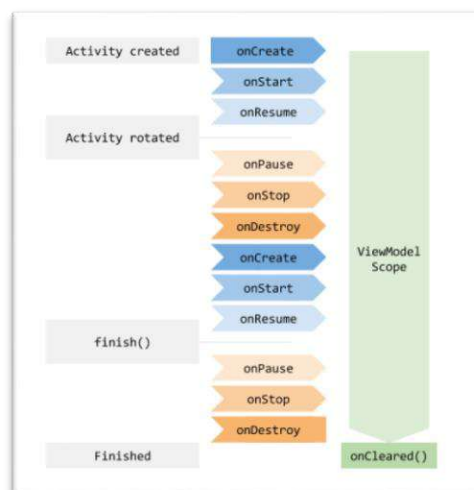 Activity created
onCreate
onStart
onResume
Activity rotated
onPause
onStop
onDestroy
onCreate
onStart
onResume
finish()
onPause
onStop
onDestroy
Finished
ViewModel
Scope
onCleared()